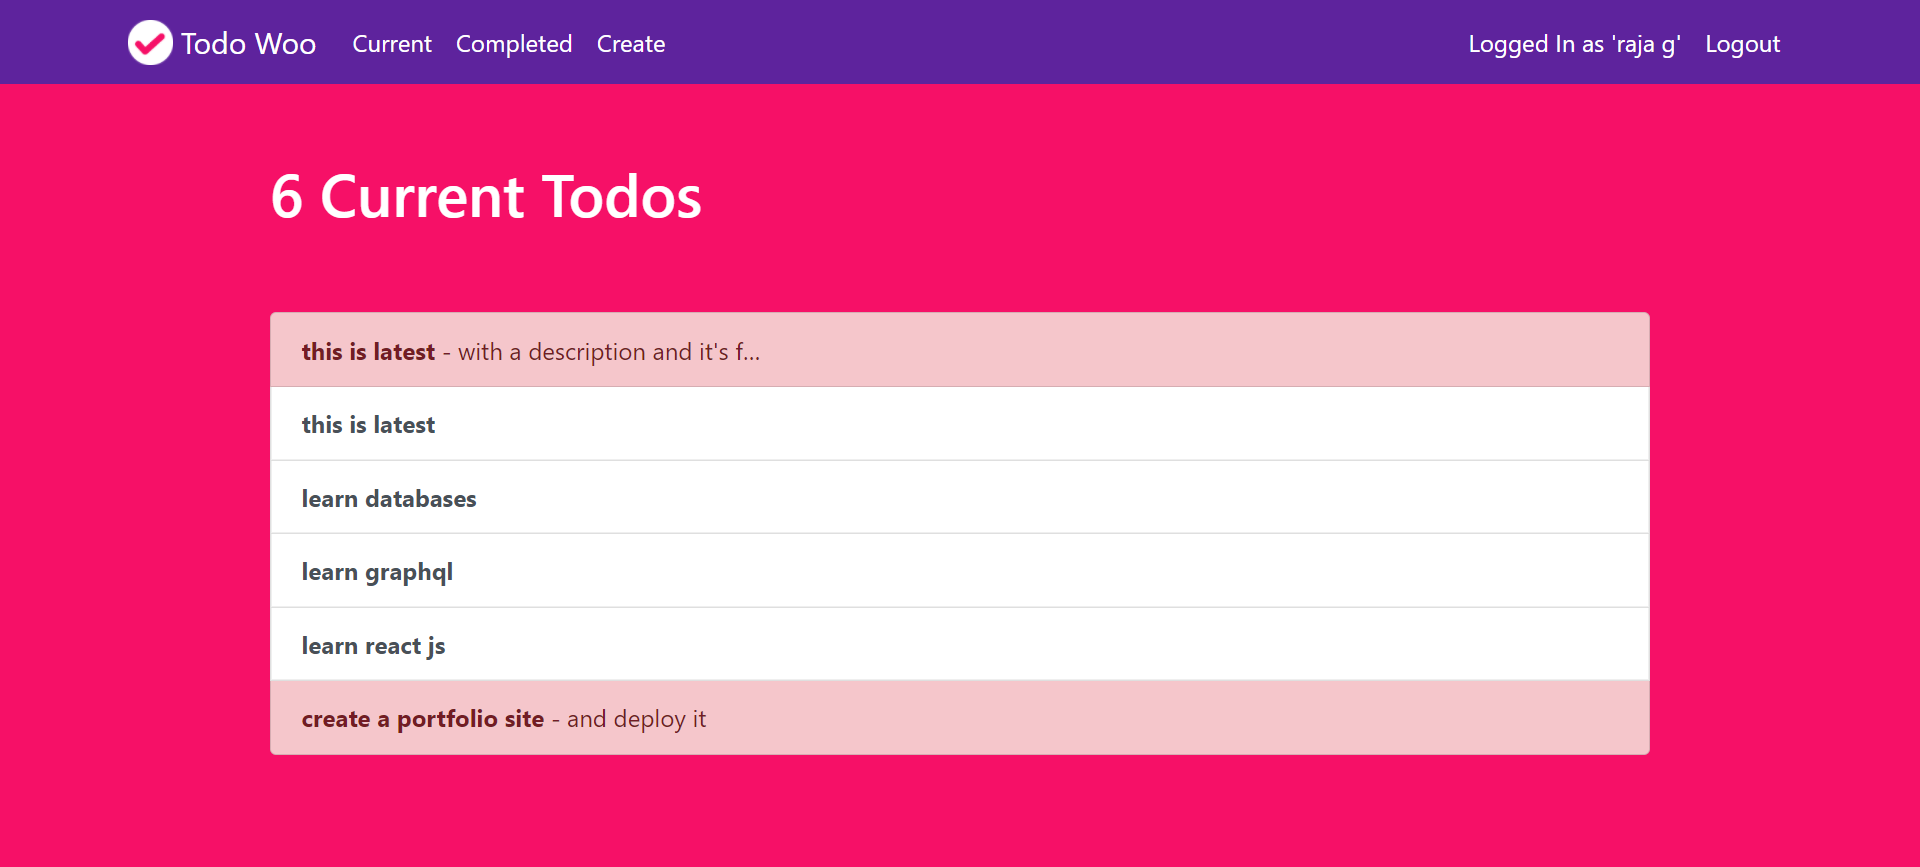 Todo Woo Current Completed Create Logged In as 'raja g' Logout
6 Current Todos
this is latest - with a description and it's f…
this is latest
learn databases
learn graphql
learn react js
create a portfolio site - and deploy it